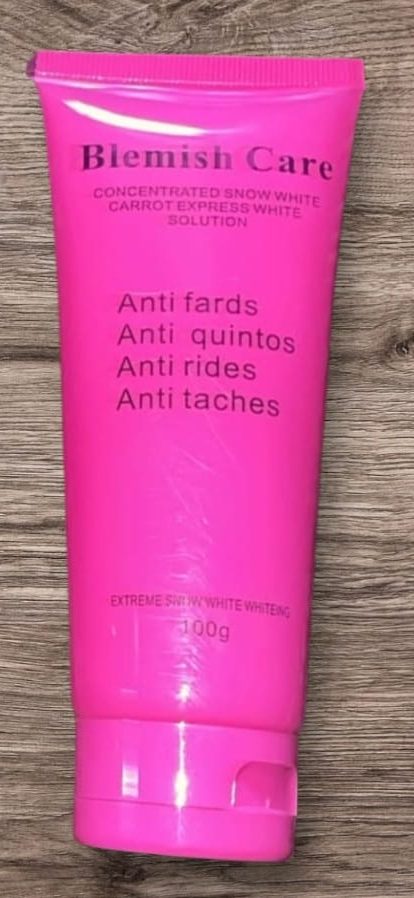 Blemish Care
CONCENTRATED SNOW WHITE
CARROT EXPRESS WHITE
SOLUTION
Anti fards
Anti quintos
Anti rides
Anti taches
EXTREME SNOW WHITE WHITEING
100g